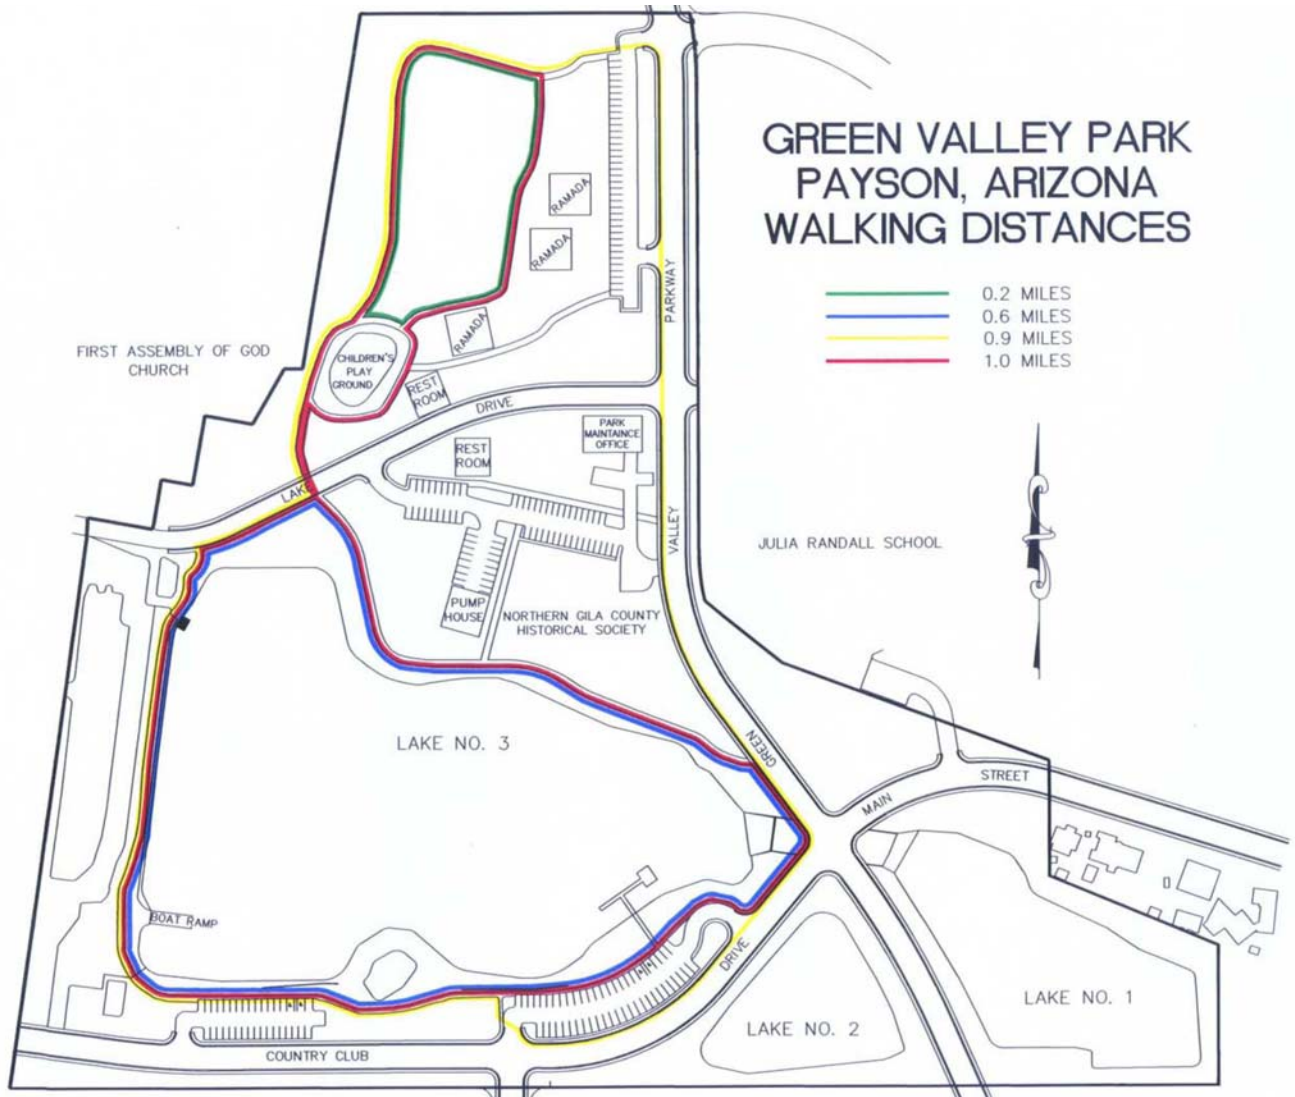 GREEN VALLEY PARK
PAYSON, ARIZONA
WALKING DISTANCES
0.2 MILES
0.6 MILES
0.9 MILES
1.0 MILES
RAMADA
RAMADA
RAMADA
PARKWAY
FIRST ASSEMBLY OF GOD
CHURCH
CHILDREN'S
PLAY
GROUND
REST
ROOM
DRIVE
PARK
MAINTAINCE
OFFICE
REST
ROOM
LAKE
VALLEY
JULIA RANDALL SCHOOL
PUMP
HOUSE
NORTHERN GILA COUNTY
HISTORICAL SOCIETY
LAKE NO. 3
GREEN
MAIN
STREET
BOAT RAMP
DRIVE
LAKE NO. 1
LAKE NO. 2
COUNTRY CLUB